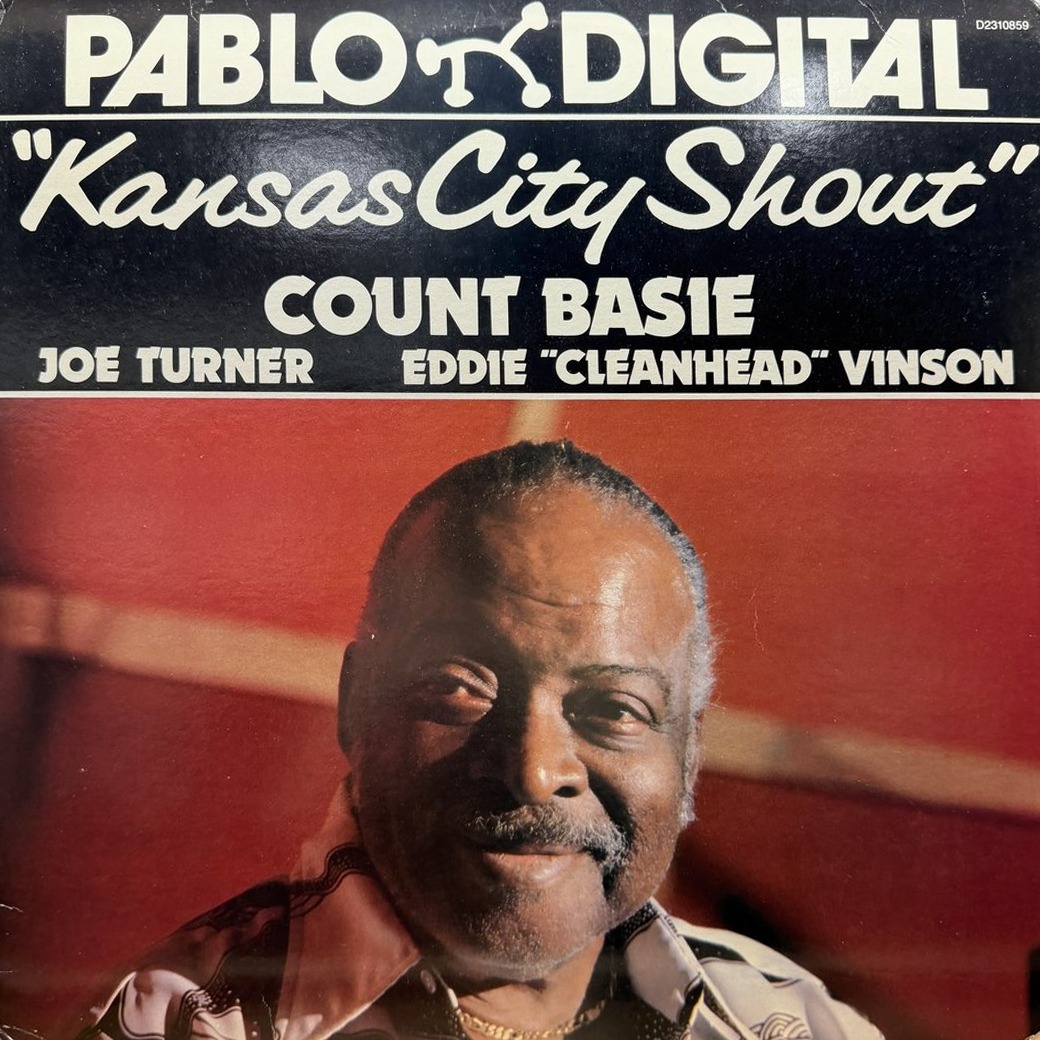 D2310859
PABLO DIGITAL
"Kansas City Shout"
COUNT BASIE
JOE TURNER EDDIE "CLEANHEAD" VINSON